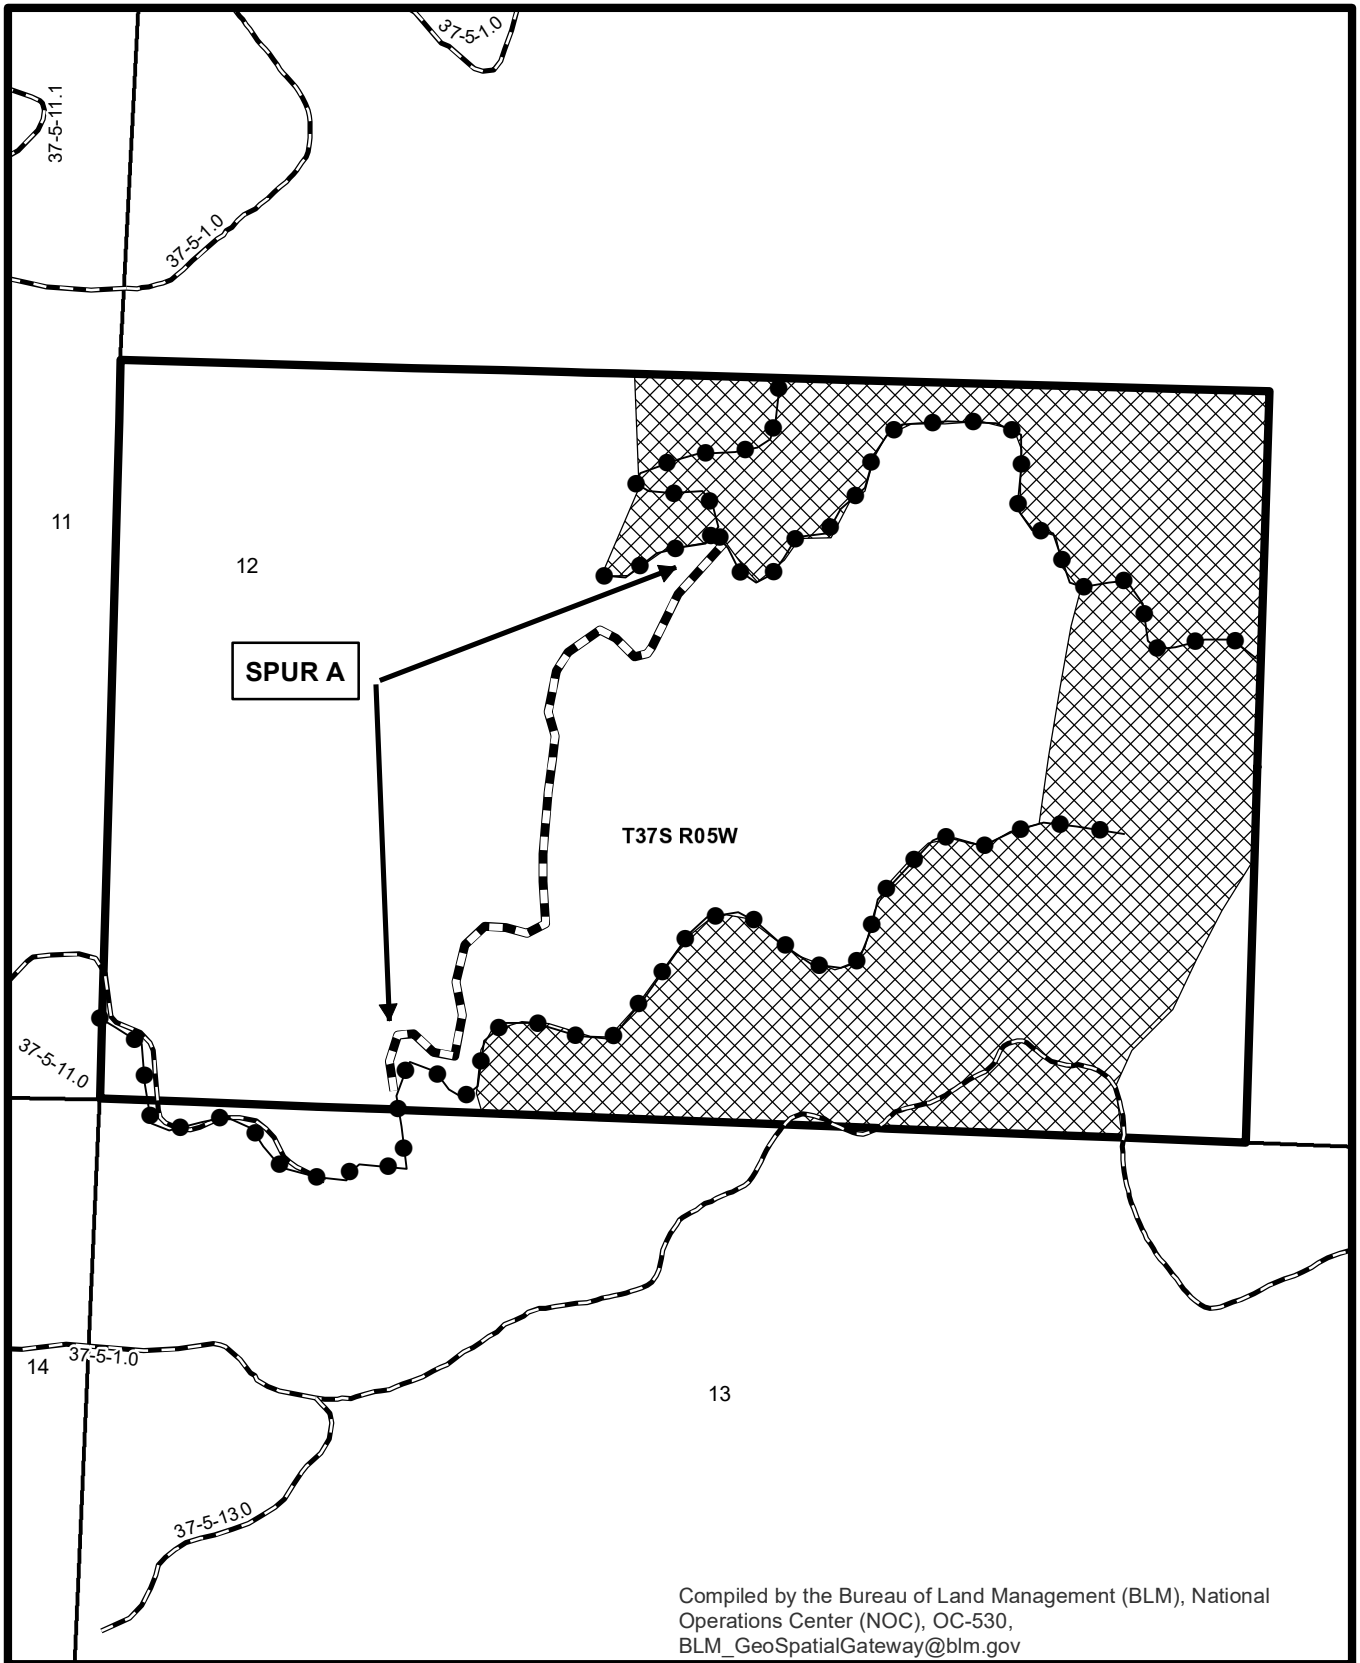 37-5-1.0
37-5-11.1
37-5-1.0
11
12
SPUR A
T37S R05W
37-5-11.0
14
37-5-1.0
13
37-5-13.0
Compiled by the Bureau of Land Management (BLM), National
Operations Center (NOC), OC-530,
BLM_GeoSpatialGateway@blm.gov